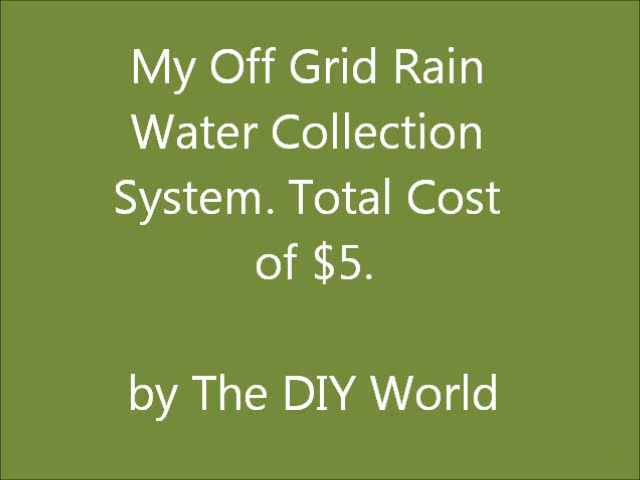 My Off Grid Rain
Water Collection
System. Total Cost
of $5.
by The DIY World